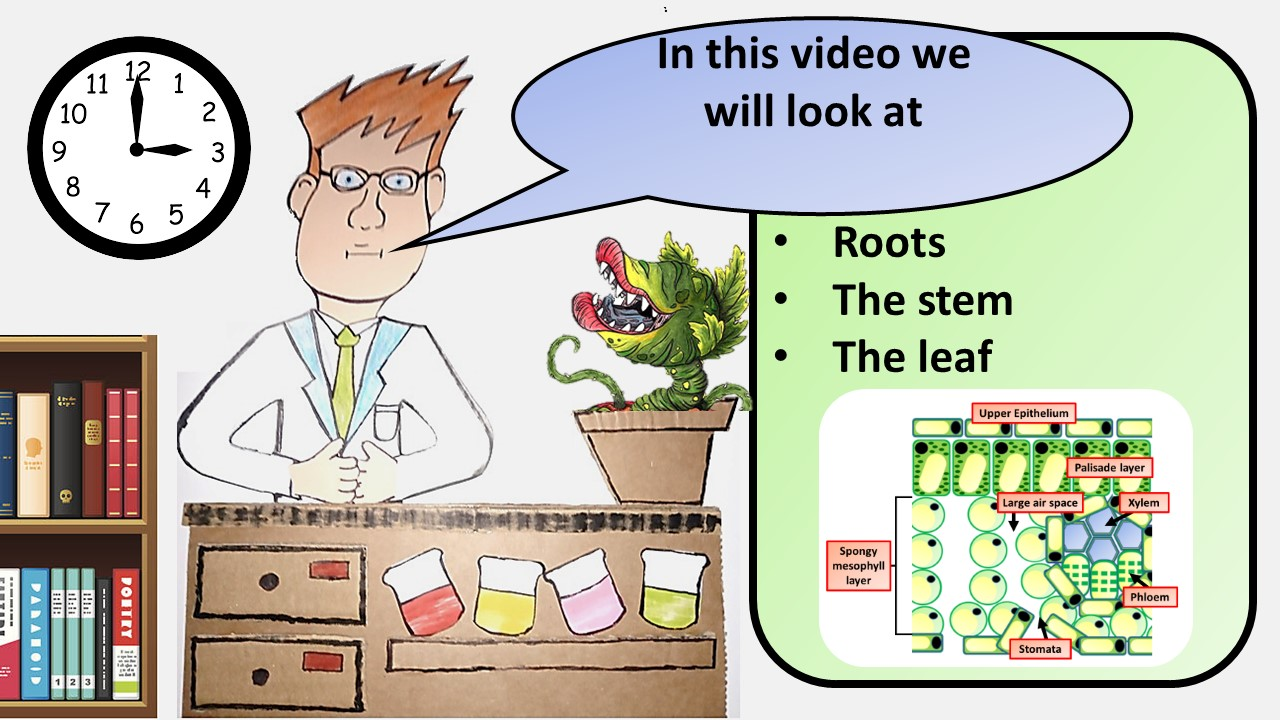 In this video we
will look at
12
11
1
10
2
9
3
8
4
7
5
6
• Roots
• The stem
• The leaf
Upper Epithelium
Palisade layer
Large air space
Xylem
Spongy
mesophyll
layer
Phloem
Stomata
PARANOID
1 2 3
POETRY